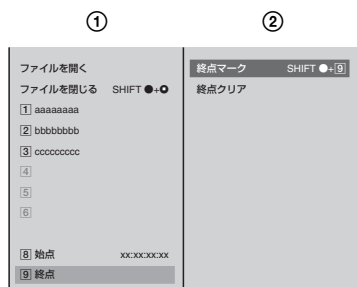 ① ②
ファイルを開く
ファイルを閉じる SHIFT ●+◉
1 aaaaaaaa
2 bbbbbbbb
3 ccccccccc
4
5
6
8 始点 xx:xx:xx:xx
9 終点
終点マーク SHIFT ●+9
終点クリア